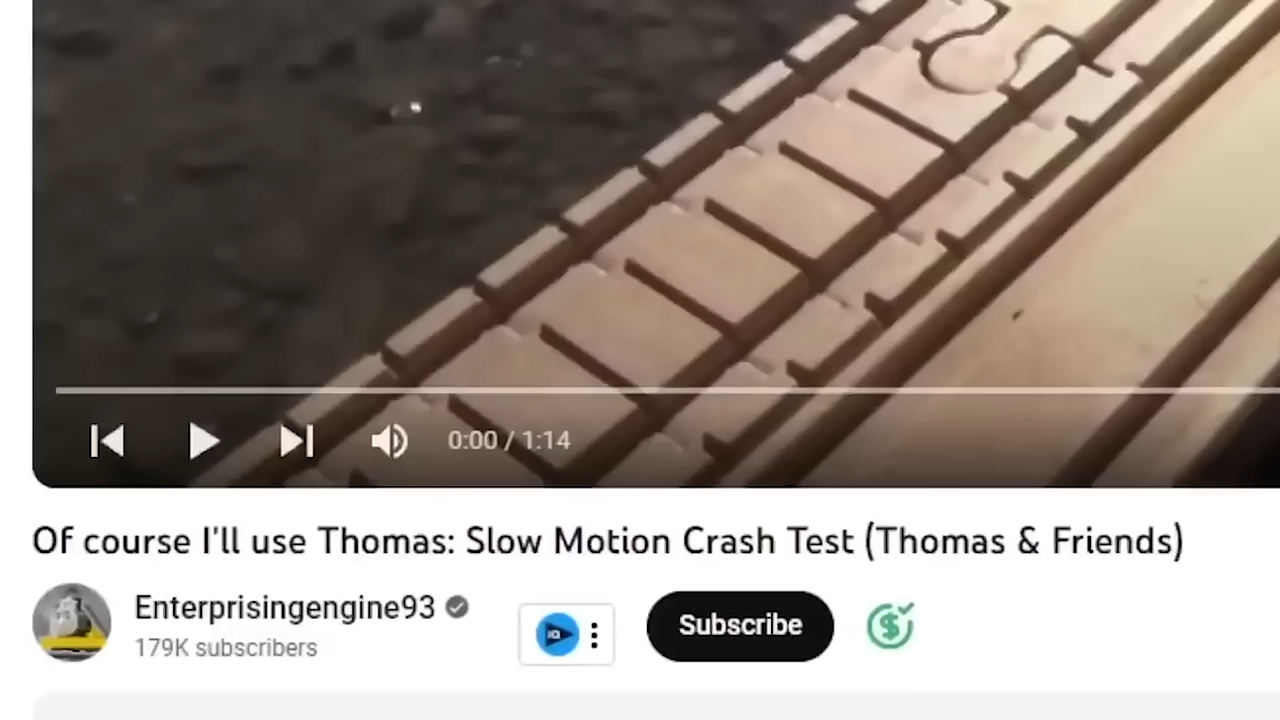 0:00 / 1:14
Of course I'll use Thomas: Slow Motion Crash Test (Thomas & Friends)
Enterprisingengine93
179K subscribers
IQ
Subscribe
$